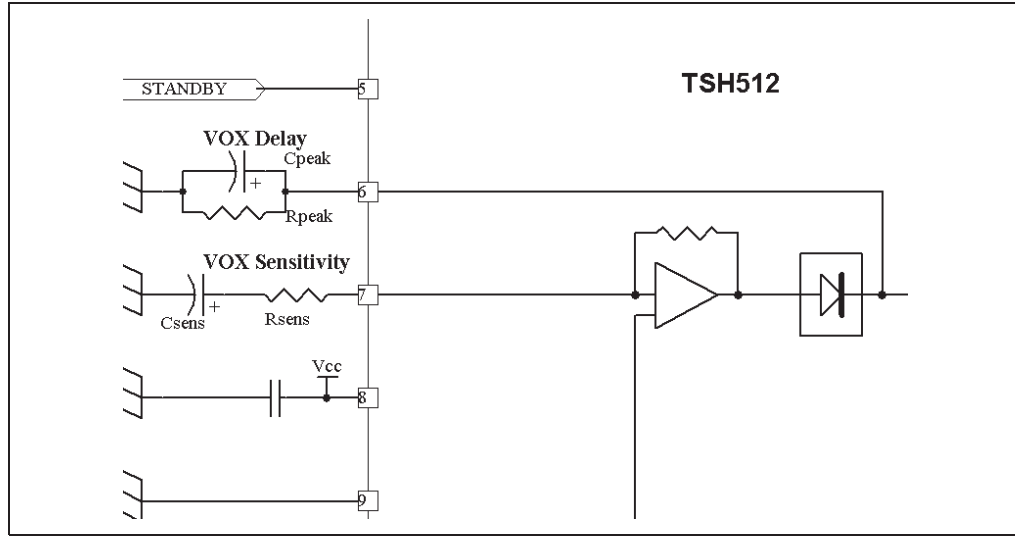 TSH512
STANDBY
5
VOX Delay
Cpeak
+
6
Rpeak
VOX Sensitivity
7
+
Csens
Rsens
Vcc
8
9